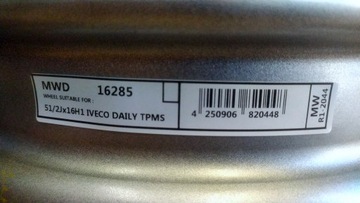 MWD 16285
WHEEL SUITABLE FOR :
51/2Jx16H1 IVECO DAILY TPMS
4 250906 820448
MW
R1-2044